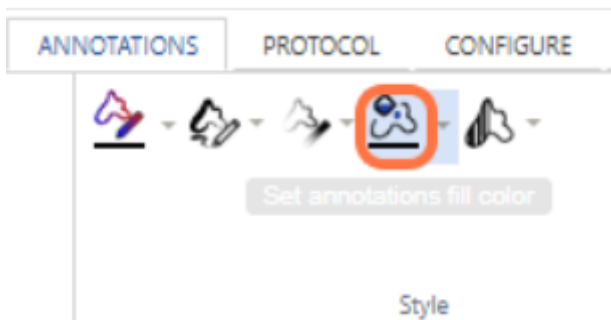 ANNOTATIONS PROTOCOL CONFIGURE
Set annotations fill color
Style